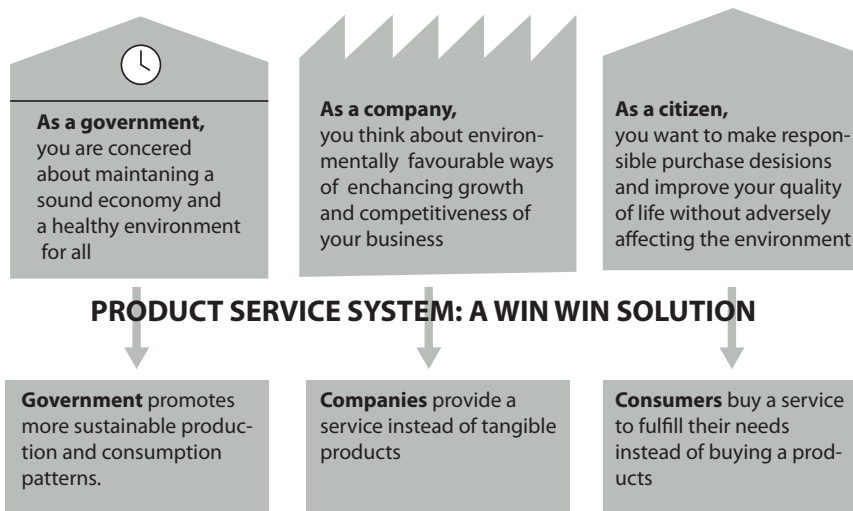 As a government,
you are concered
about maintaning a
sound economy and
a healthy environment
for all
As a company,
you think about environ-
mentally favourable ways
of enchancing growth
and competitiveness of
your business
As a citizen,
you want to make respon-
sible purchase desisions
and improve your quality
of life without adversely
affecting the environment
PRODUCT SERVICE SYSTEM: A WIN WIN SOLUTION
Government promotes
more sustainable produc-
tion and consumption
patterns.
Companies provide a
service instead of tangible
products
Consumers buy a service
to fulfill their needs
instead of buying a prod-
ucts